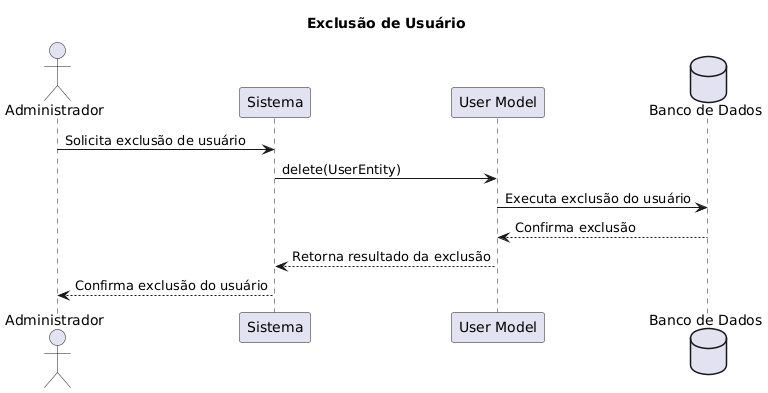 Exclusão de Usuário
Administrador
Sistema
User Model
Banco de Dados
Solicita exclusão de usuário
delete(UserEntity)
Executa exclusão do usuário
Confirma exclusão
Retorna resultado da exclusão
Confirma exclusão do usuário
Administrador
Sistema
User Model
Banco de Dados